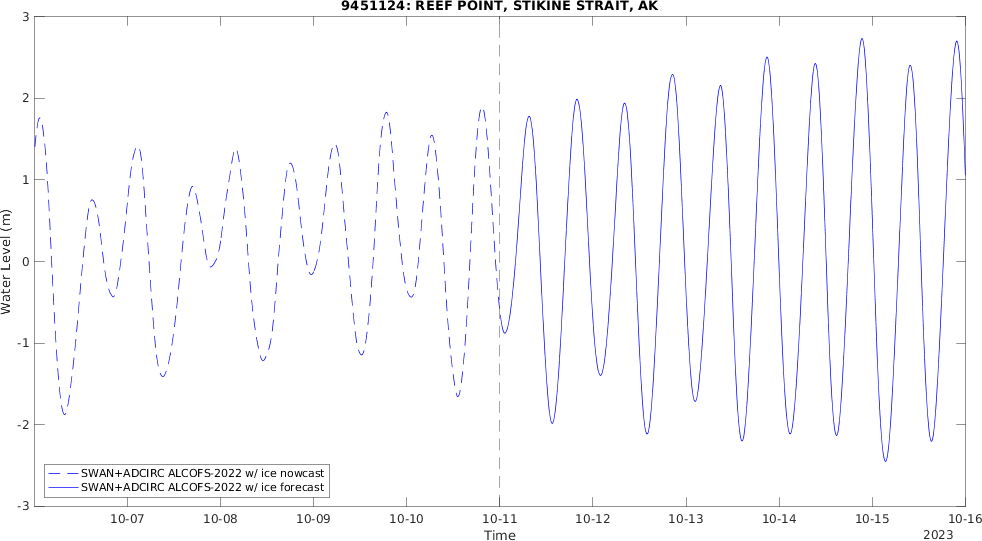 9451124: REEF POINT, STIKINE STRAIT, AK
3
2
1
0
-1
-2
-3
Water Level (m)
SWAN+ADCIRC ALCOFS-2022 w/ ice nowcast
SWAN+ADCIRC ALCOFS-2022 w/ ice forecast
10-07 10-08 10-09 10-10 10-11 10-12 10-13 10-14 10-15 10-16
Time
2023